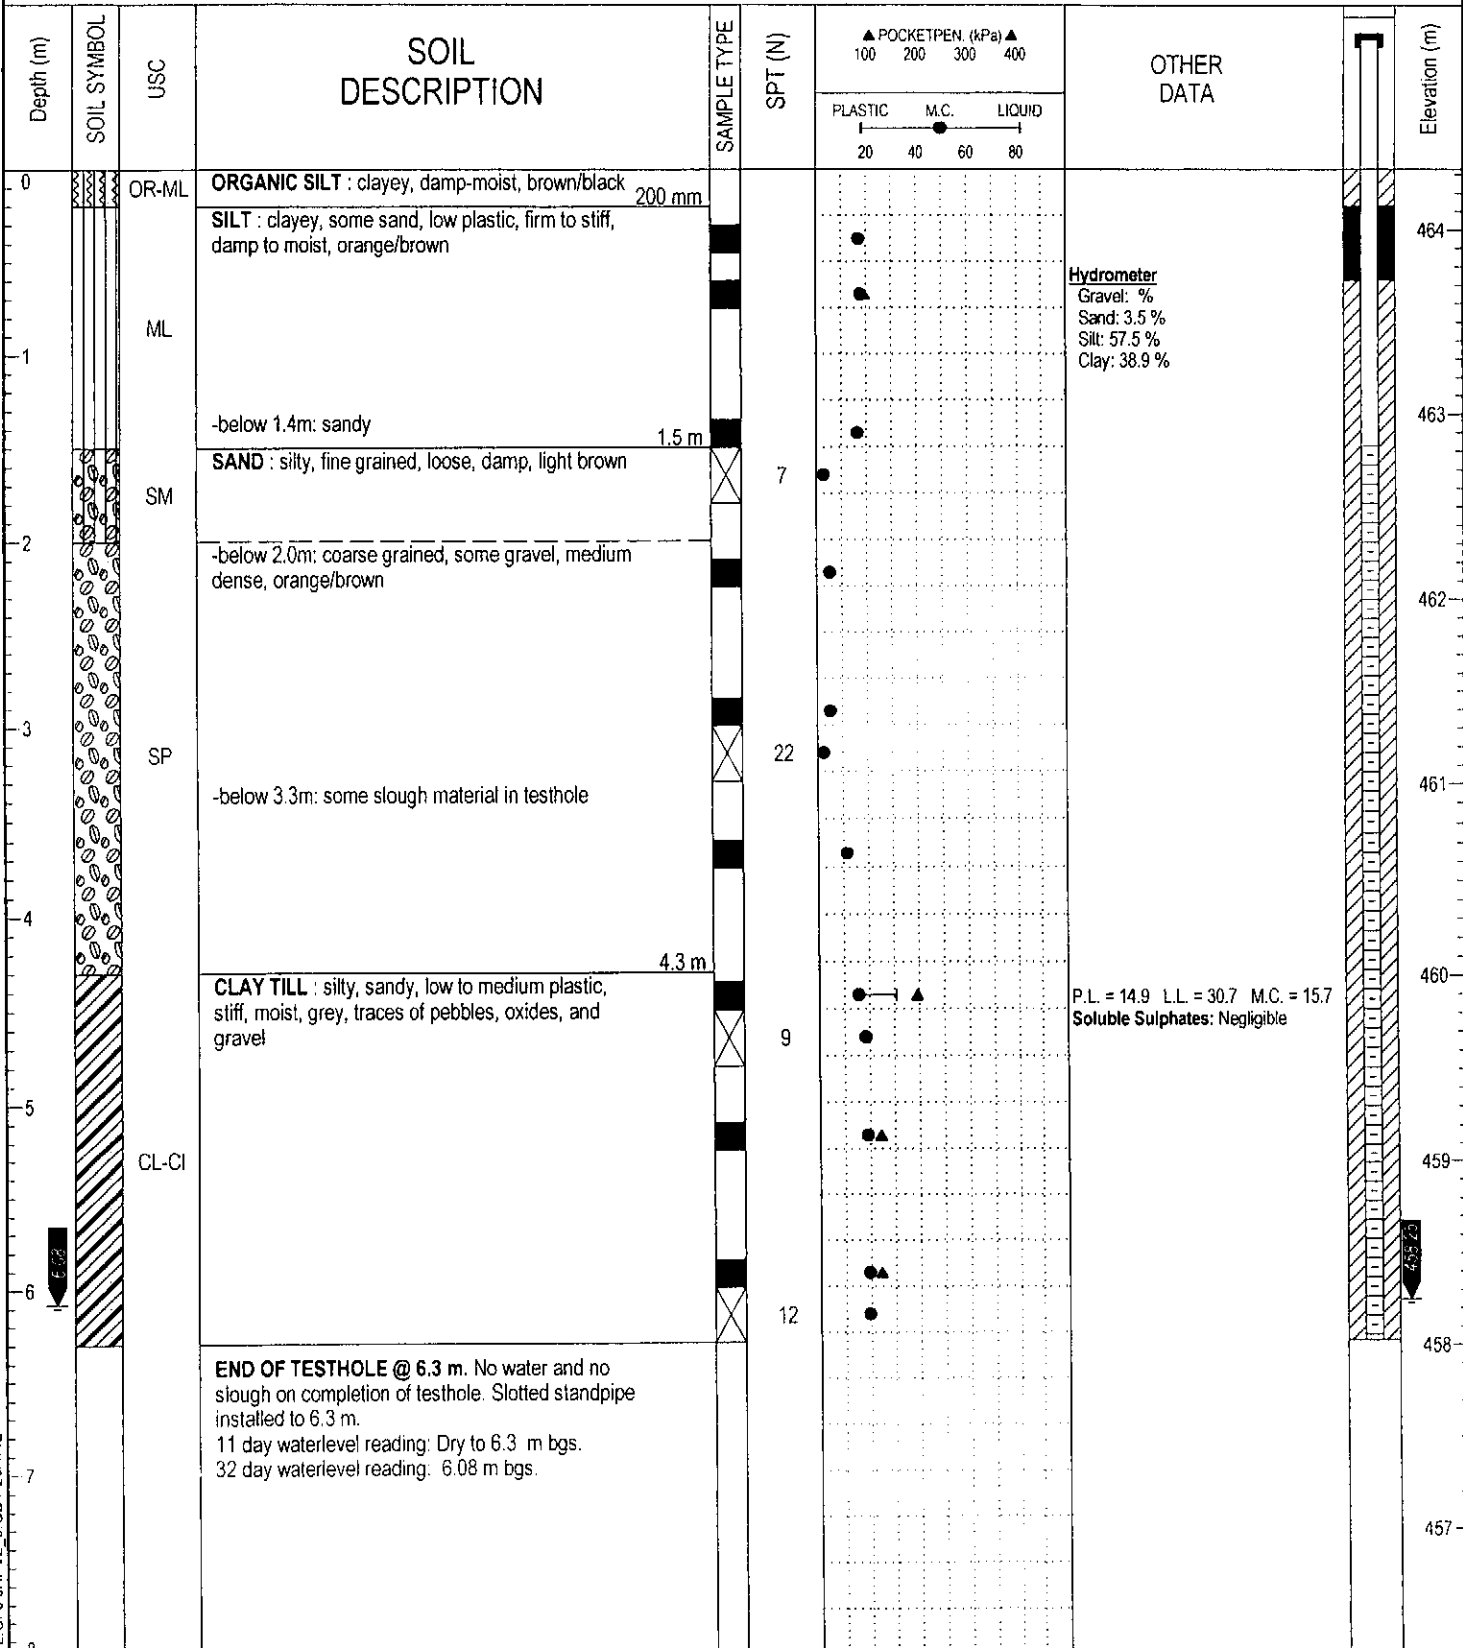 Depth (m)
SOIL SYMBOL
USC
SOIL
DESCRIPTION
SAMPLE TYPE
SPT (N)
▲ POCKETPEN. (kPa) ▲
100 200 300 400
PLASTIC M.C. LIQUID
20 40 60 80
OTHER
DATA
Elevation (m)
0
OR-ML
ORGANIC SILT : clayey, damp-moist, brown/black
200 mm
SILT : clayey, some sand, low plastic, firm to stiff,
damp to moist, orange/brown
464
Hydrometer
Gravel: %
Sand: 3.5 %
Silt: 57.5 %
Clay: 38.9 %
ML
1
-below 1.4m: sandy
1.5 m
463
SAND : silty, fine grained, loose, damp, light brown
7
SM
2
-below 2.0m: coarse grained, some gravel, medium
dense, orange/brown
462
3
SP
22
-below 3.3m: some slough material in testhole
461
4
4.3 m
460
CLAY TILL : silty, sandy, low to medium plastic,
stiff, moist, grey, traces of pebbles, oxides, and
gravel
9
P.L. = 14.9 L.L. = 30.7 M.C. = 15.7
Soluble Sulphates: Negligible
5
CL-CI
459
6.08
6
12
458
END OF TESTHOLE @ 6.3 m. No water and no
slough on completion of testhole. Slotted standpipe
installed to 6.3 m.
11 day waterlevel reading: Dry to 6.3 m bgs.
32 day waterlevel reading: 6.08 m bgs.
7
457